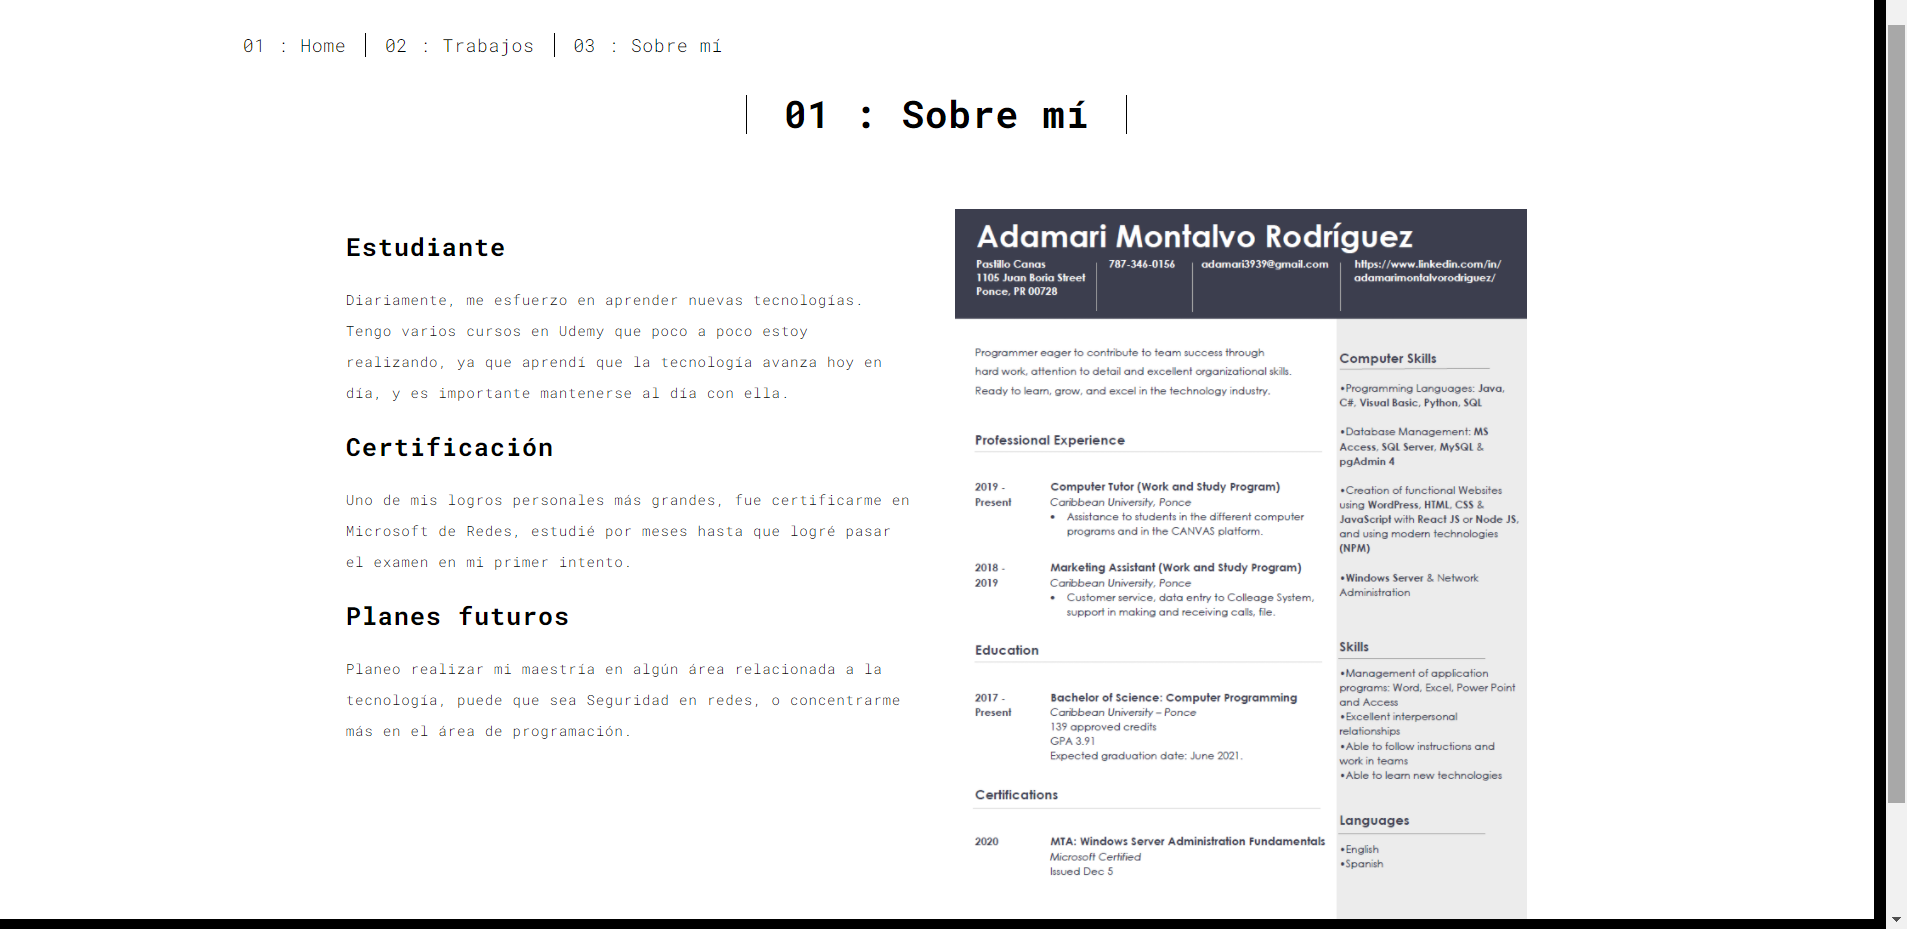 01 : Home
02 : Trabajos
03 : Sobre mí
01 : Sobre mí
Estudiante
Diariamente, me esfuerzo en aprender nuevas tecnologías.
Tengo varios cursos en Udemy que poco a poco estoy
realizando, ya que aprendí que la tecnología avanza hoy en
día, y es importante mantenerse al día con ella.
Certificación
Uno de mis logros personales más grandes, fue certificarme en
Microsoft de Redes, estudié por meses hasta que logré pasar
el examen en mi primer intento.
Planes futuros
Planeo realizar mi maestría en algún área relacionada a la
tecnología, puede que sea Seguridad en redes, o concentrarme
más en el área de programación.
Adamari Montalvo Rodríguez
Pastillo Canas
1105 Juan Boria Street
Ponce, PR 00728
787-346-0156
adamari3939@gmail.com
https://www.linkedin.com/in/
adamarimontalvorodriguez/
Programmer eager to contribute to team success through
hard work, attention to detail and excellent organizational skills.
Ready to learn, grow, and excel in the technology industry.
Professional Experience
2019 -
Present
Computer Tutor (Work and Study Program)
Caribbean University, Ponce
• Assistance to students in the different computer
programs and in the CANVAS platform.
2018 -
2019
Marketing Assistant (Work and Study Program)
Caribbean University, Ponce
• Customer service, data entry to Colleage System,
support in making and receiving calls, file.
Education
2017 -
Present
Bachelor of Science: Computer Programming
Caribbean University – Ponce
139 approved credits
GPA 3.91
Expected graduation date: June 2021.
Certifications
2020
MTA: Windows Server Administration Fundamentals
Microsoft Certified
Issued Dec 5
Computer Skills
•Programming Languages: Java,
C#, Visual Basic, Python, SQL
•Database Management: MS
Access, SQL Server, MySQL &
pgAdmin 4
•Creation of functional Websites
using WordPress, HTML, CSS &
JavaScript with React JS or Node JS,
and using modern technologies
(NPM)
•Windows Server & Network
Administration
Skills
•Management of application
programs: Word, Excel, Power Point
and Access
•Excellent interpersonal
relationships
•Able to follow instructions and
work in teams
•Able to learn new technologies
Languages
•English
•Spanish